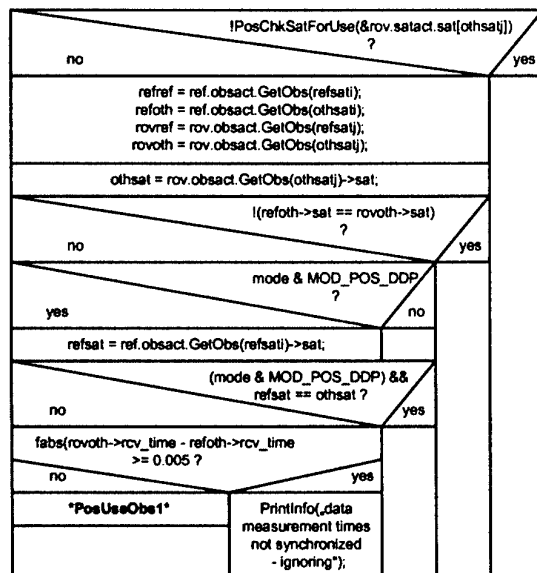 !PosChkSatForUse(&rov.satact.sat[othsatj])
?
no
yes
refref = ref.obsact.GetObs(refsati);
refoth = ref.obsact.GetObs(othsati);
rovref = rov.obsact.GetObs(refsatj);
rovoth = rov.obsact.GetObs(othsatj);
othsat = rov.obsact.GetObs(othsatj)->sat;
!(refoth->sat == rovoth->sat)
?
no
yes
mode & MOD_POS_DDP
?
yes
no
refsat = ref.obsact.GetObs(refsati)->sat;
(mode & MOD_POS_DDP) &&
refsat == othsat ?
no
yes
fabs(rovoth->rcv_time - refoth->rcv_time
>= 0.005 ?
no
yes
*PosUseObs1*
PrintInfo(„data
measurement times
not synchronized
- ignoring");